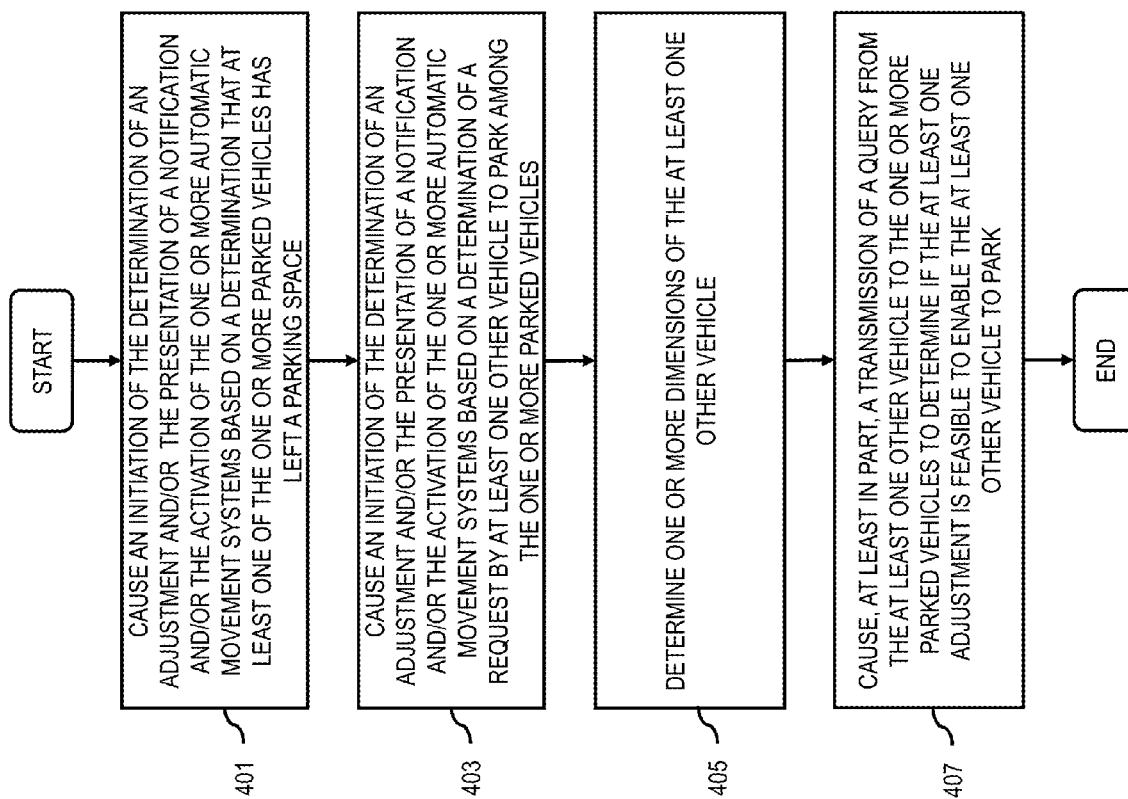 START
CAUSE AN INITIATION OF THE DETERMINATION OF AN
ADJUSTMENT AND/OR THE PRESENTATION OF A NOTIFICATION
AND/OR THE ACTIVATION OF THE ONE OR MORE AUTOMATIC
MOVEMENT SYSTEMS BASED ON A DETERMINATION THAT AT
LEAST ONE OF THE ONE OR MORE PARKED VEHICLES HAS
LEFT A PARKING SPACE
401
CAUSE AN INITIATION OF THE DETERMINATION OF AN
ADJUSTMENT AND/OR THE PRESENTATION OF A NOTIFICATION
AND/OR THE ACTIVATION OF THE ONE OR MORE AUTOMATIC
MOVEMENT SYSTEMS BASED ON A DETERMINATION OF A
REQUEST BY AT LEAST ONE OTHER VEHICLE TO PARK AMONG
THE ONE OR MORE PARKED VEHICLES
403
DETERMINE ONE OR MORE DIMENSIONS OF THE AT LEAST ONE
OTHER VEHICLE
405
CAUSE, AT LEAST IN PART, A TRANSMISSION OF A QUERY FROM
THE AT LEAST ONE OTHER VEHICLE TO THE ONE OR MORE
PARKED VEHICLES TO DETERMINE IF THE AT LEAST ONE
ADJUSTMENT IS FEASIBLE TO ENABLE THE AT LEAST ONE
OTHER VEHICLE TO PARK
407
END